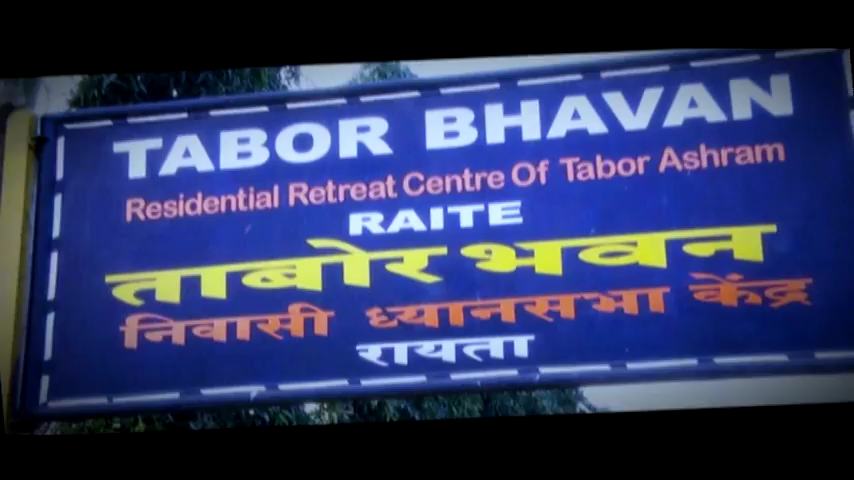 TABOR BHAVAN
Residential Retreat Centre Of Tabor Ashram
RAITE
ताबोर भवन
निवासी ध्यानसभा केंद्र
रायता